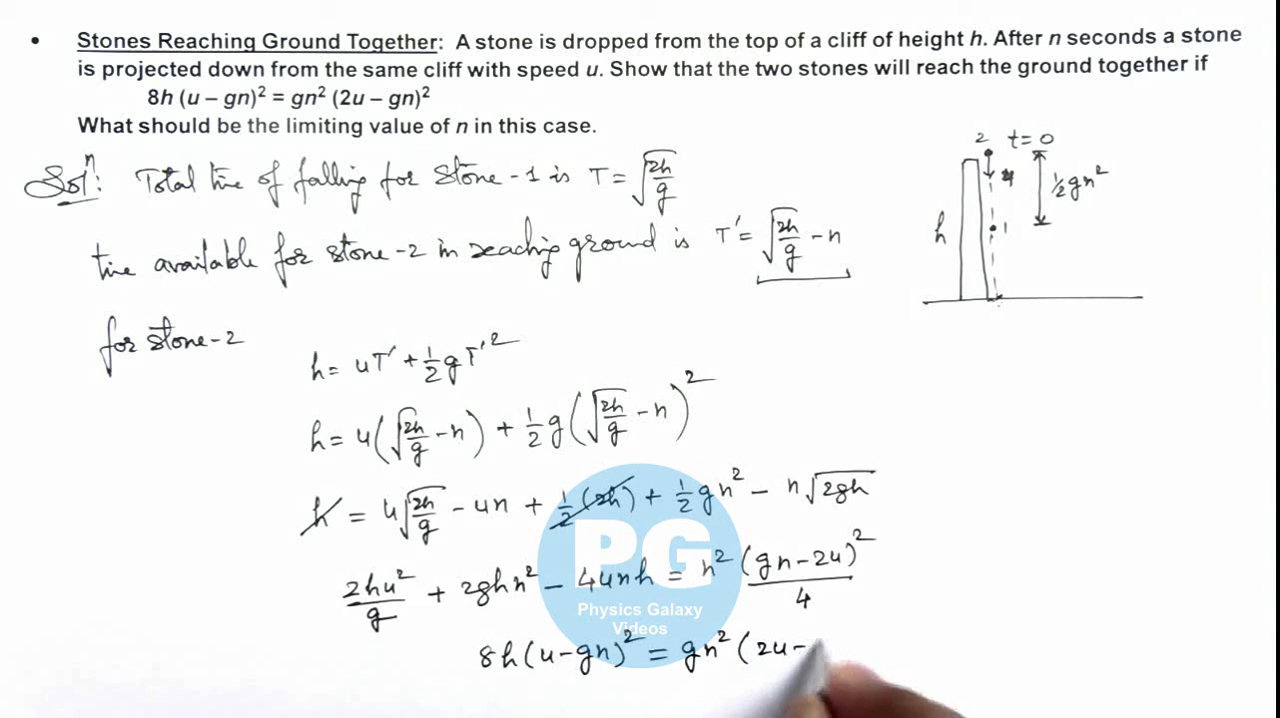 • Stones Reaching Ground Together: A stone is dropped from the top of a cliff of height h. After n seconds a stone
is projected down from the same cliff with speed u. Show that the two stones will reach the ground together if
8h (u – gn)² = gn² (2u – gn)²
What should be the limiting value of n in this case.
2 t=0
Solⁿ: Total time of falling for stone-1 is T = √(2h/g)
u
½gn²
h
1
time available for stone-2 in reaching ground is T' = √(2h/g) - n
for stone-2
h = uT' + ½gT'²
h = u(√(2h/g) - n) + ½g(√(2h/g) - n)²
h = u√(2h/g) - un + ½(2h) + ½gn² - n√2gh
2hu²/g + 2ghn² - 4unh = n² (gn-2u)²/4
8h(u-gn)² = gn² (2u-
PG
Physics Galaxy
Videos